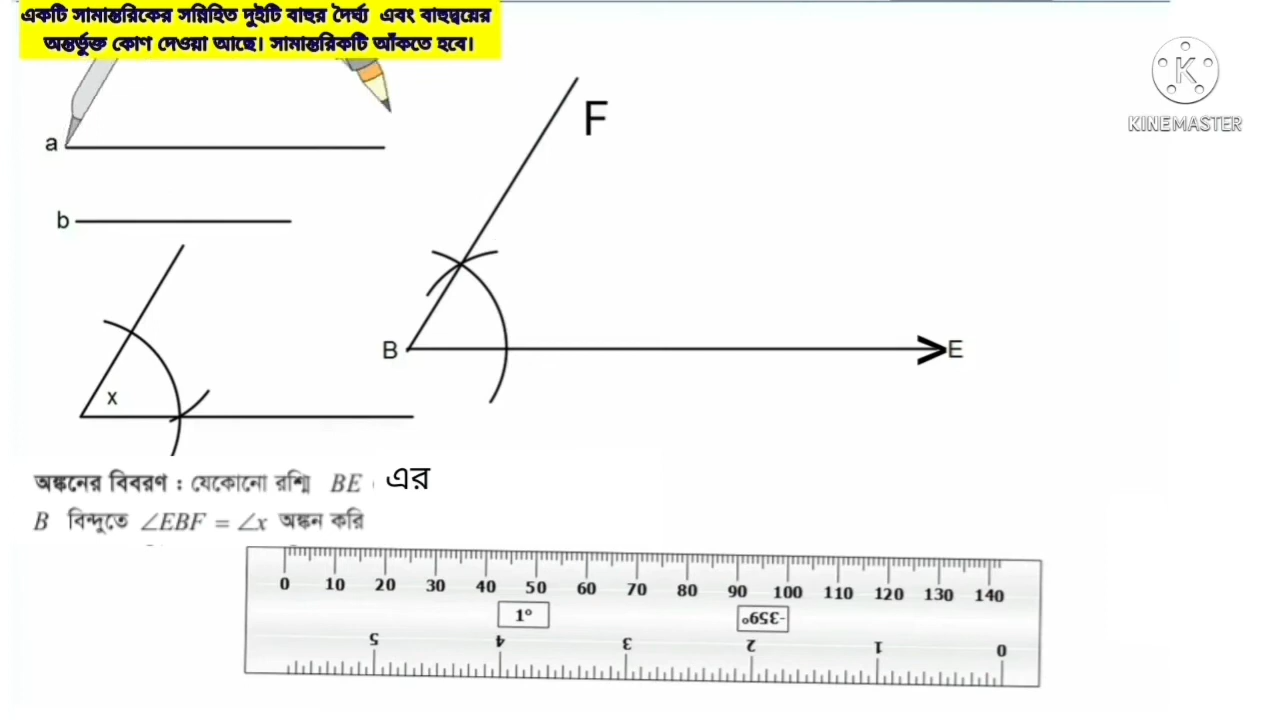 একটি সামান্তরিকের সন্নিহিত দুইটি বাহুর দৈর্ঘ্য এবং বাহুদ্বয়ের
অন্তর্ভুক্ত কোণ দেওয়া আছে। সামান্তরিকটি আঁকতে হবে।
KINEMASTER
F
a
b
B
E
x
অঙ্কনের বিবরণ : যেকোনো রশ্মি BE এর
B বিন্দুতে ∠EBF = ∠x অঙ্কন করি
0 10 20 30 40 50 60 70 80 90 100 110 120 130 140
1° -359°
5 4 3 2 1 0